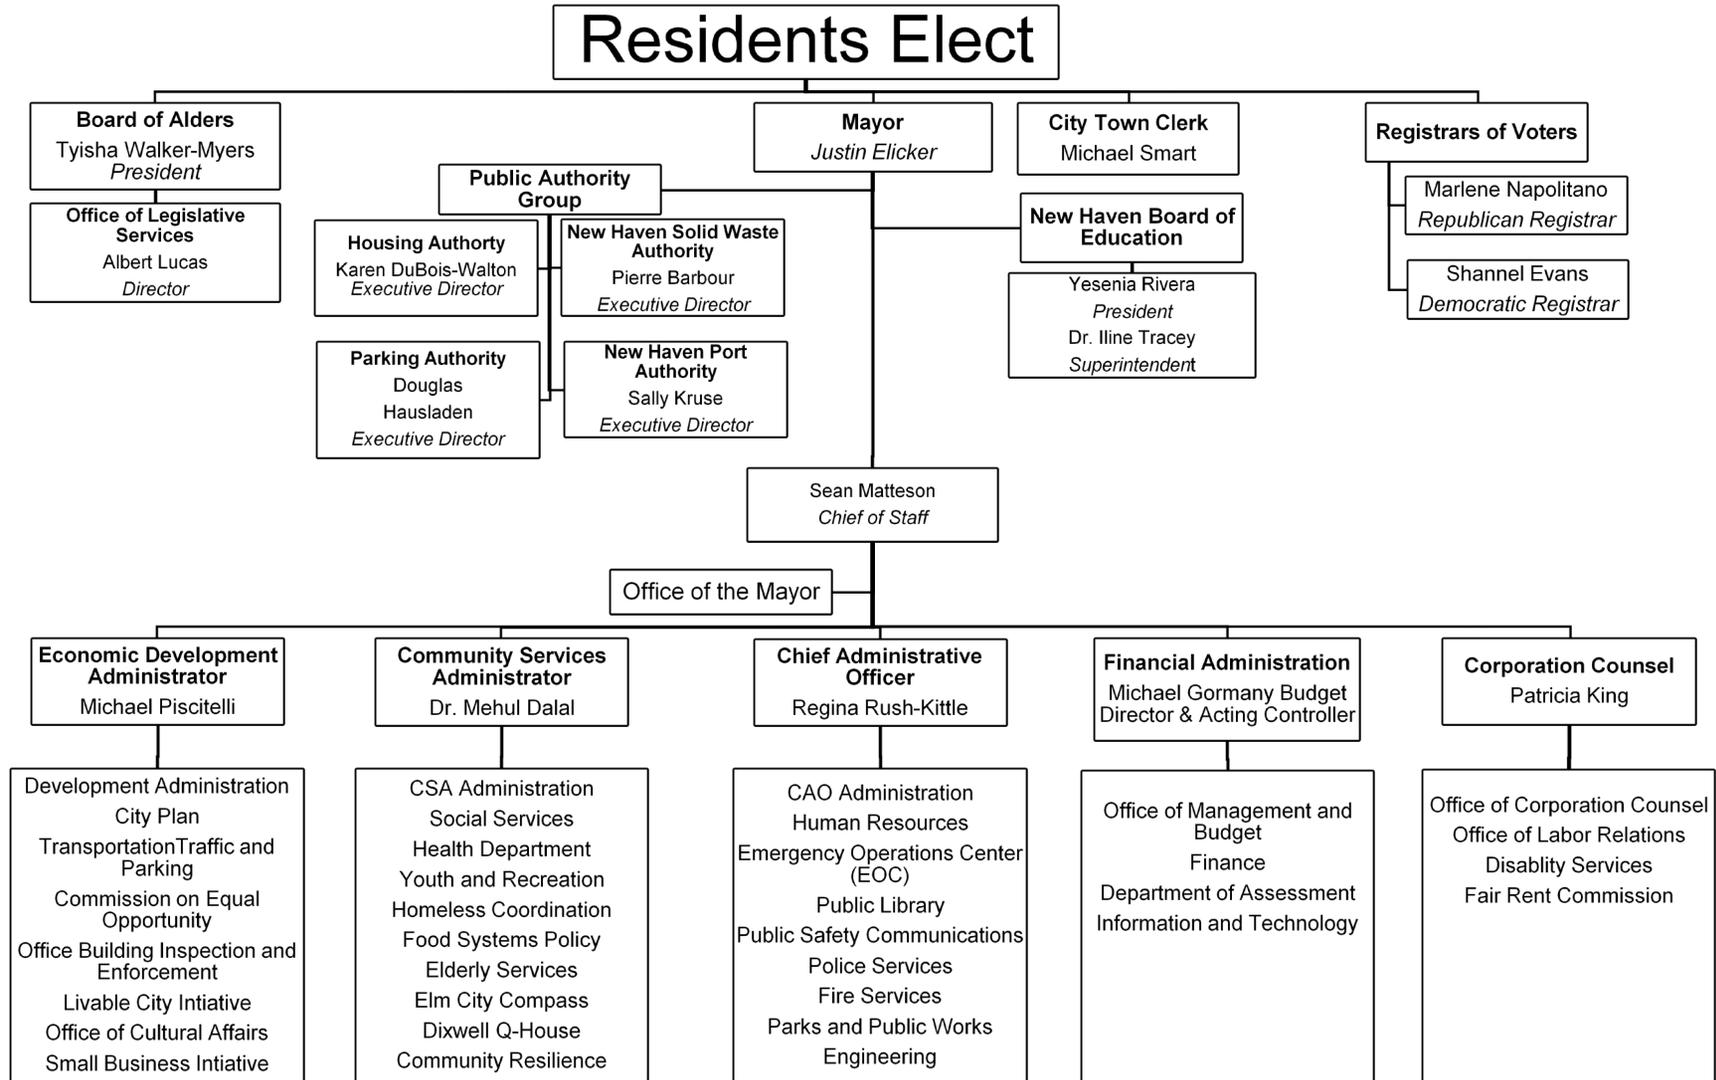 Residents Elect
Board of Alders
Tyisha Walker-Myers
President
Office of Legislative
Services
Albert Lucas
Director
Mayor
Justin Elicker
City Town Clerk
Michael Smart
Registrars of Voters
Marlene Napolitano
Republican Registrar
Shannel Evans
Democratic Registrar
Public Authority
Group
Housing Authorty
Karen DuBois-Walton
Executive Director
New Haven Solid Waste
Authority
Pierre Barbour
Executive Director
Parking Authority
Douglas
Hausladen
Executive Director
New Haven Port
Authority
Sally Kruse
Executive Director
New Haven Board of
Education
Yesenia Rivera
President
Dr. Iline Tracey
Superintendent
Sean Matteson
Chief of Staff
Office of the Mayor
Economic Development
Administrator
Michael Piscitelli
Community Services
Administrator
Dr. Mehul Dalal
Chief Administrative
Officer
Regina Rush-Kittle
Financial Administration
Michael Gormany Budget
Director & Acting Controller
Corporation Counsel
Patricia King
Development Administration
City Plan
TransportationTraffic and
Parking
Commission on Equal
Opportunity
Office Building Inspection and
Enforcement
Livable City Intiative
Office of Cultural Affairs
Small Business Intiative
CSA Administration
Social Services
Health Department
Youth and Recreation
Homeless Coordination
Food Systems Policy
Elderly Services
Elm City Compass
Dixwell Q-House
Community Resilience
CAO Administration
Human Resources
Emergency Operations Center
(EOC)
Public Library
Public Safety Communications
Police Services
Fire Services
Parks and Public Works
Engineering
Office of Management and
Budget
Finance
Department of Assessment
Information and Technology
Office of Corporation Counsel
Office of Labor Relations
Disablity Services
Fair Rent Commission